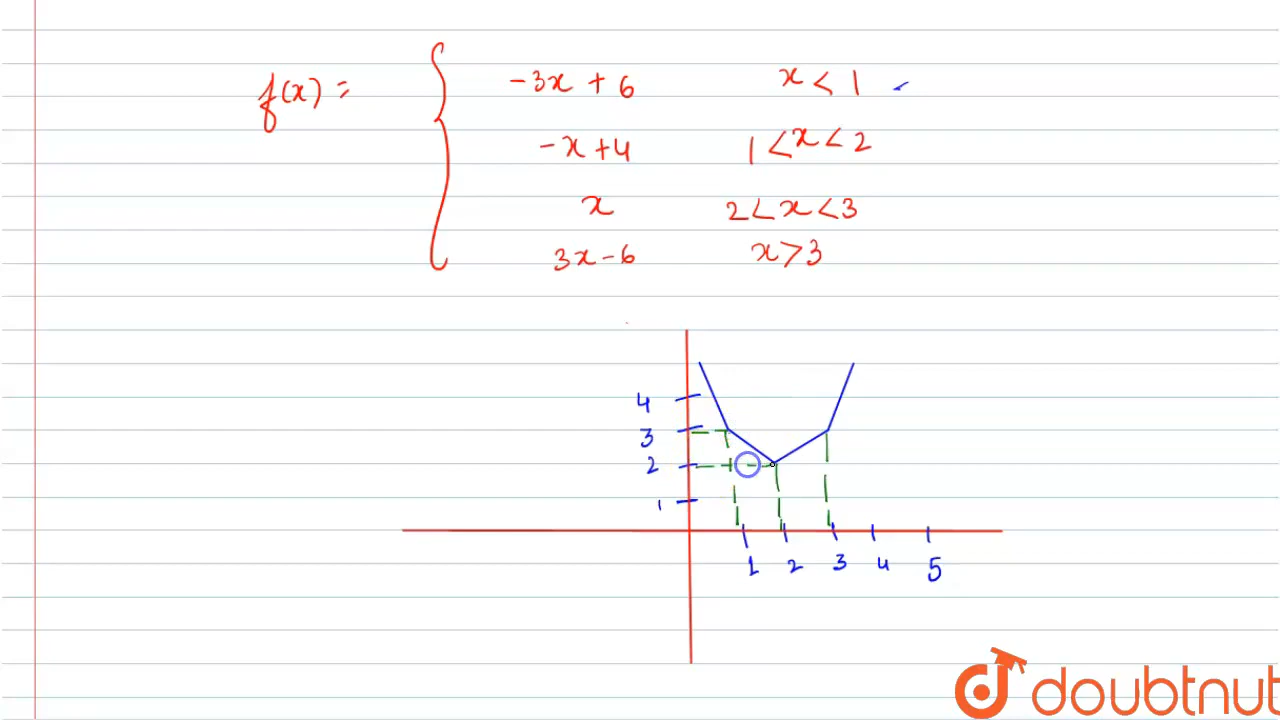 f(x) =
-3x + 6 x < 1
-x + 4 1 < x < 2
x 2 < x < 3
3x - 6 x > 3
4
3
2
1
1 2 3 4 5
doubtnut